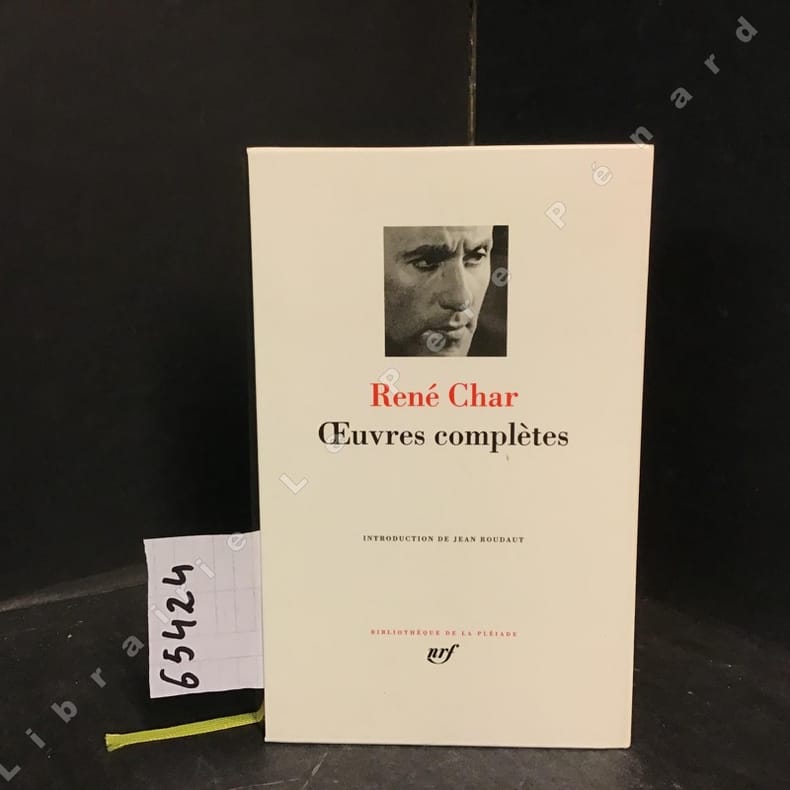 René Char
Œuvres complètes
INTRODUCTION DE JEAN ROUDAUT
BIBLIOTHÈQUE DE LA PLÉIADE
nrf
65424
Librairie Le Père Pénard